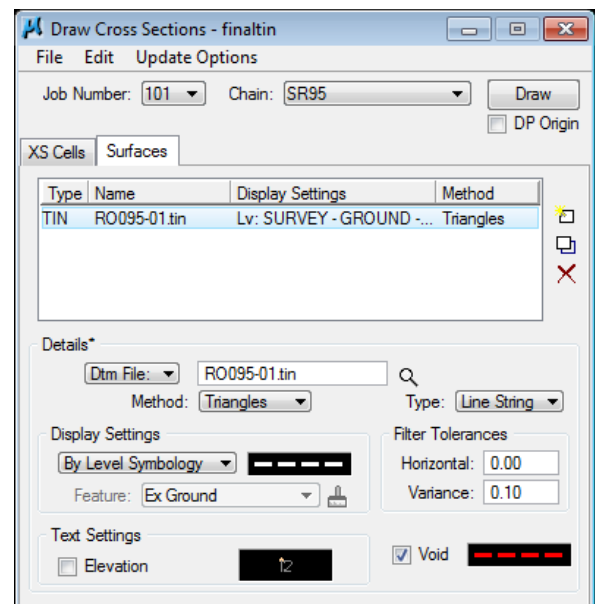 Draw Cross Sections - finaltin
File Edit Update Options
Job Number: 101 Chain: SR95 Draw
DP Origin
XS Cells Surfaces
Type Name Display Settings Method
TIN RO095-01.tin Lv: SURVEY - GROUND -... Triangles
Details*
Dtm File: RO095-01.tin
Method: Triangles Type: Line String
Display Settings Filter Tolerances
By Level Symbology Horizontal: 0.00
Feature: Ex Ground Variance: 0.10
Text Settings
Elevation 12 Void